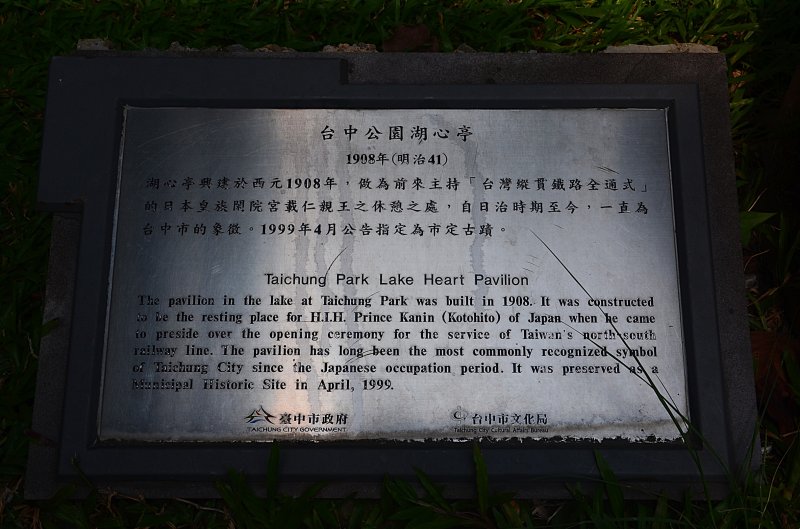 台中公園湖心亭
1908年(明治41)
湖心亭興建於西元1908年，做為前來主持「台灣縱貫鐵路全通式」
的日本皇族閑院宮載仁親王之休憩之處，自日治時期至今，一直為
台中市的象徵。1999年4月公告指定為市定古蹟。
Taichung Park Lake Heart Pavilion
The pavilion in the lake at Taichung Park was built in 1908. It was constructed
to be the resting place for H.I.H. Prince Kanin (Kotohito) of Japan when he came
to preside over the opening ceremony for the service of Taiwan's north-south
railway line. The pavilion has long been the most commonly recognized symbol
of Taichung City since the Japanese occupation period. It was preserved as a
Municipal Historic Site in April, 1999.
臺中市政府 台中市文化局
TAICHUNG CITY GOVERNMENT Taichung City Cultural Affairs Bureau